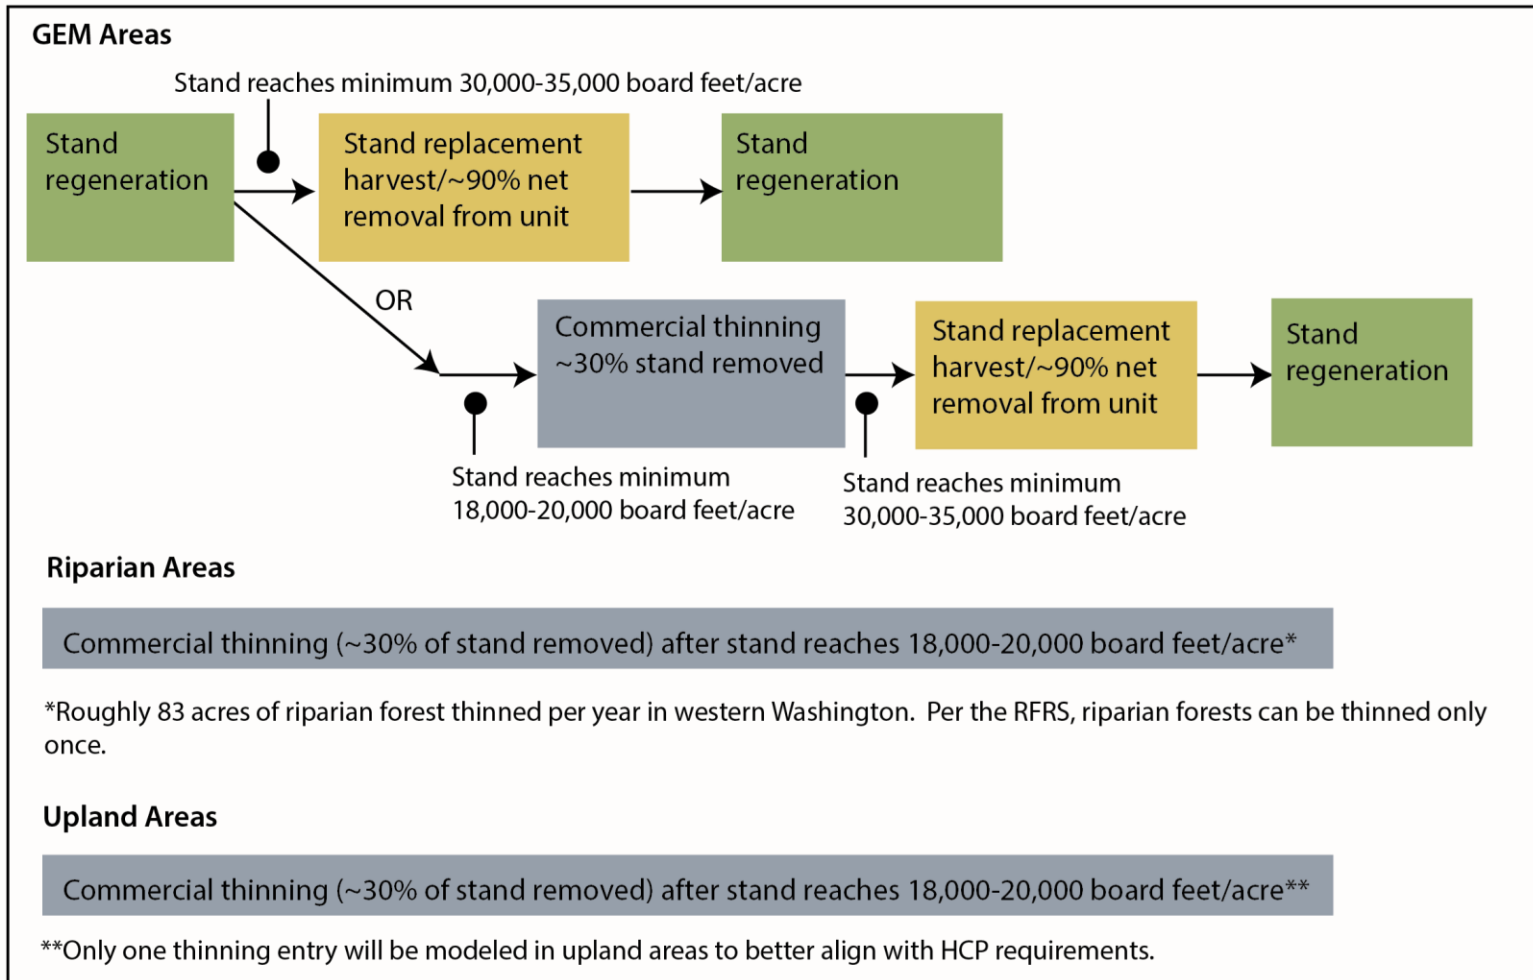 GEM Areas
Stand reaches minimum 30,000-35,000 board feet/acre
Stand
regeneration
Stand replacement
harvest/~90% net
removal from unit
Stand
regeneration
OR
Commercial thinning
~30% stand removed
Stand replacement
harvest/~90% net
removal from unit
Stand
regeneration
Stand reaches minimum
18,000-20,000 board feet/acre
Stand reaches minimum
30,000-35,000 board feet/acre
Riparian Areas
Commercial thinning (~30% of stand removed) after stand reaches 18,000-20,000 board feet/acre*
*Roughly 83 acres of riparian forest thinned per year in western Washington.  Per the RFRS, riparian forests can be thinned only
once.
Upland Areas
Commercial thinning (~30% of stand removed) after stand reaches 18,000-20,000 board feet/acre**
**Only one thinning entry will be modeled in upland areas to better align with HCP requirements.